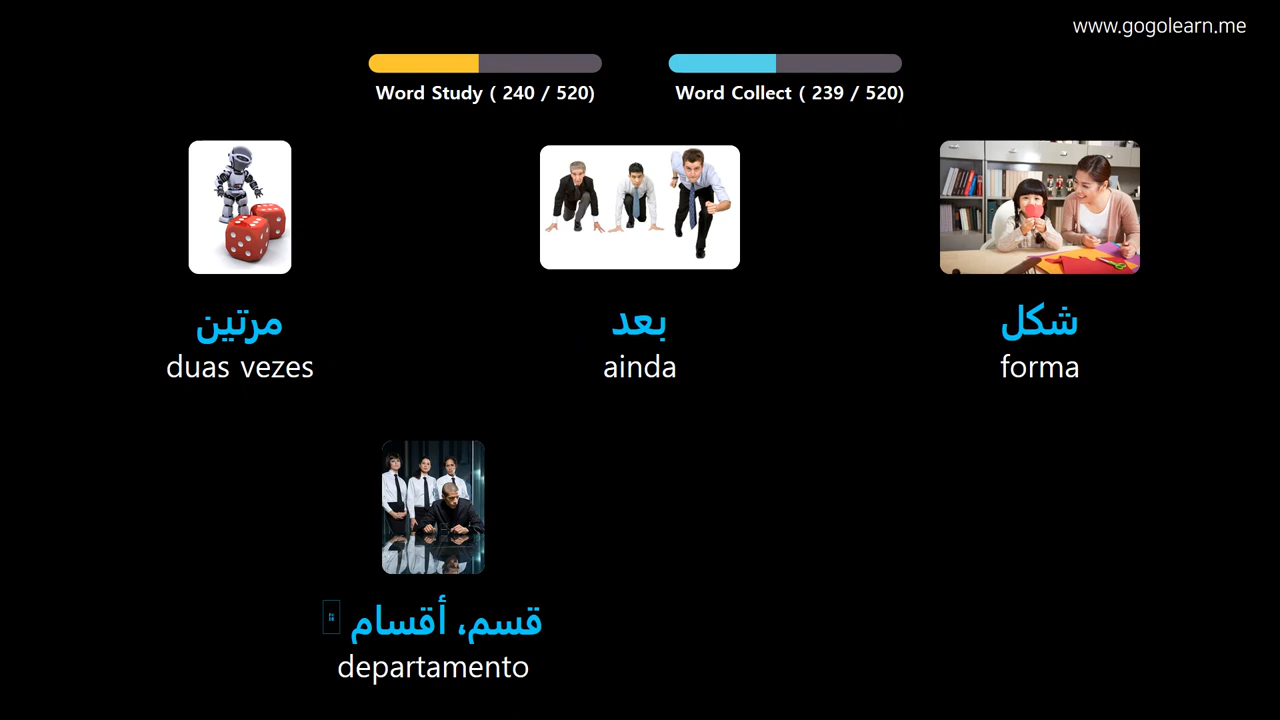 www.gogolearn.me
Word Study ( 240 / 520)
Word Collect ( 239 / 520)
مرتين
duas vezes
بعد
ainda
شكل
forma
قسم، أقسام
departamento